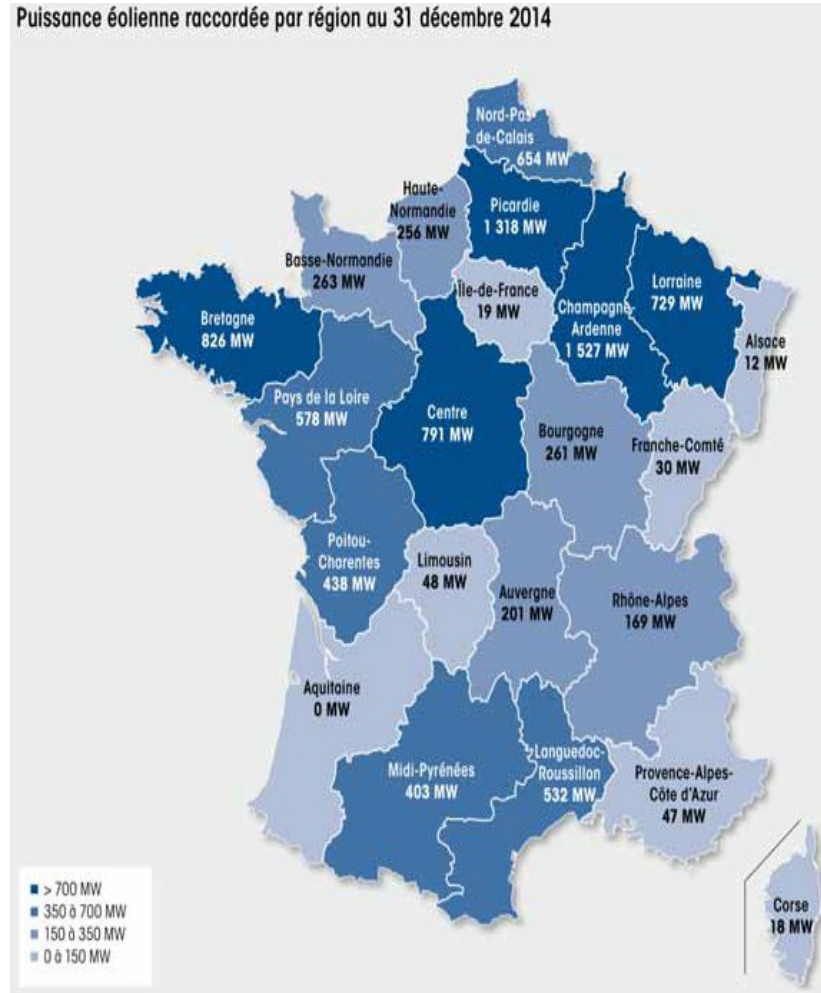 Puissance éolienne raccordée par région au 31 décembre 2014
Nord-Pas
de-Calais
654 MW
Haute-
Normandie
256 MW
Picardie
1 318 MW
Basse-Normandie
263 MW
Île-de-France
19 MW
Champagne
Ardenne
1 527 MW
Lorraine
729 MW
Alsace
12 MW
Bretagne
826 MW
Pays de la Loire
578 MW
Centre
791 MW
Bourgogne
261 MW
Franche-Comté
30 MW
Poitou-
Charentes
438 MW
Limousin
48 MW
Auvergne
201 MW
Rhône-Alpes
169 MW
Aquitaine
0 MW
Midi-Pyrénées
403 MW
Languedoc-
Roussillon
532 MW
Provence-Alpes-
Côte d'Azur
47 MW
Corse
18 MW
> 700 MW
350 à 700 MW
150 à 350 MW
0 à 150 MW